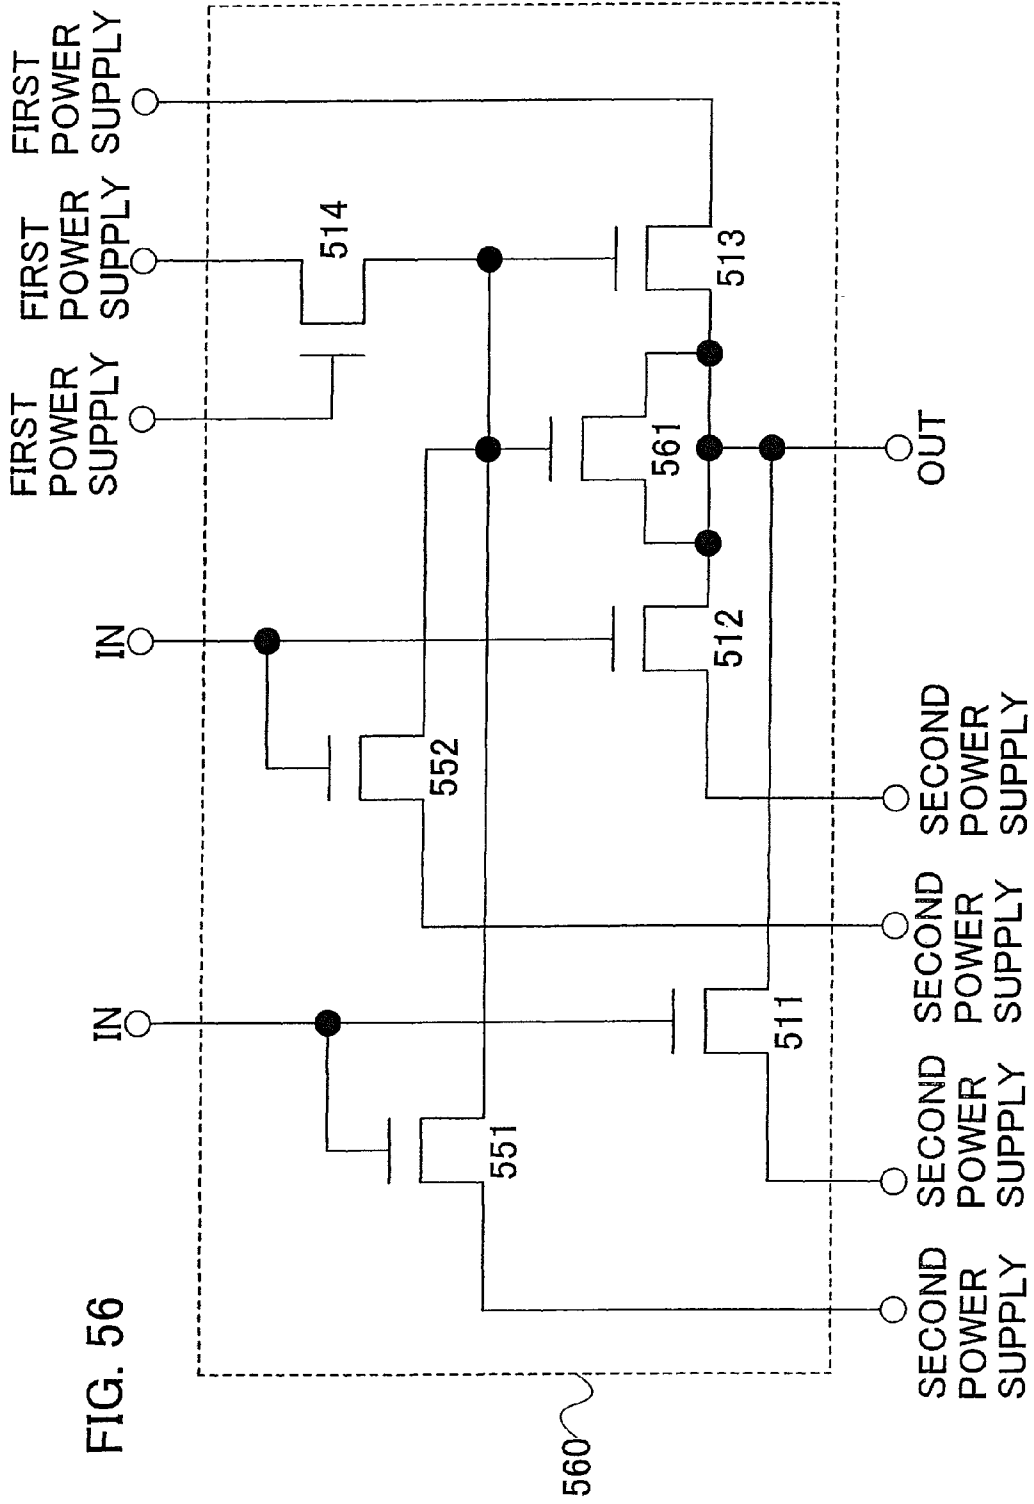 FIG. 56
560
IN
IN
FIRST
POWER
SUPPLY
FIRST
POWER
SUPPLY
FIRST
POWER
SUPPLY
514
552
551
561
513
512
511
SECOND
POWER
SUPPLY
SECOND
POWER
SUPPLY
SECOND
POWER
SUPPLY
SECOND
POWER
SUPPLY
OUT